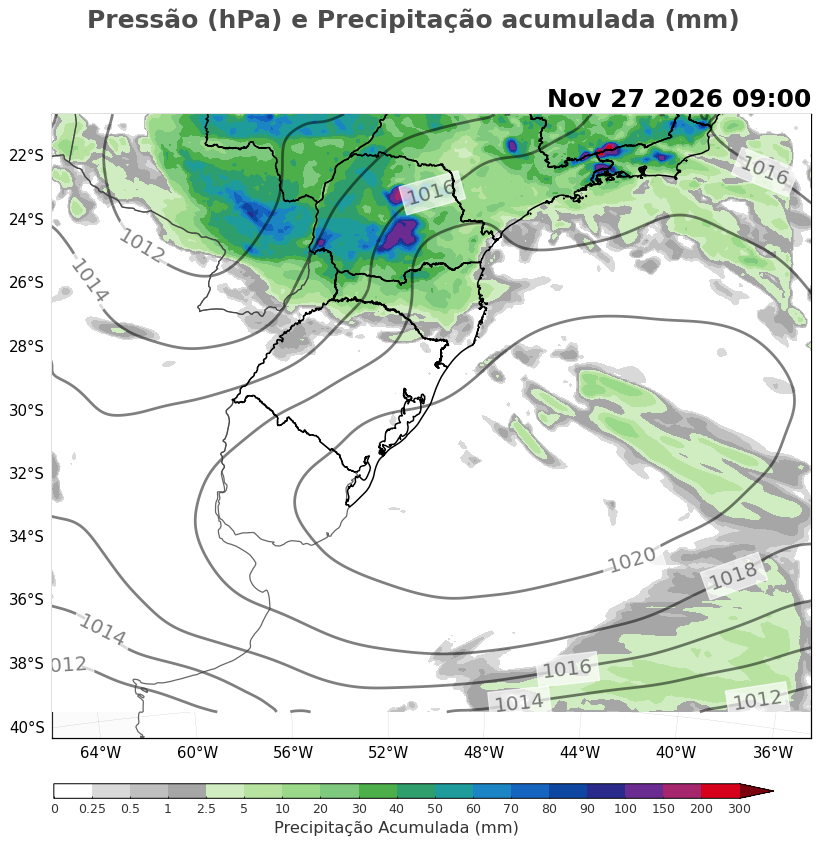 Pressão (hPa) e Precipitação acumulada (mm)
Nov 27 2026 09:00
22°S
24°S
26°S
28°S
30°S
32°S
34°S
36°S
38°S
40°S
1016
1016
1012
1014
1020
1018
1014
1016
1012
1014
1012
64°W 60°W 56°W 52°W 48°W 44°W 40°W 36°W
0 0.25 0.5 1 2.5 5 10 20 30 40 50 60 70 80 90 100 150 200 300
Precipitação Acumulada (mm)